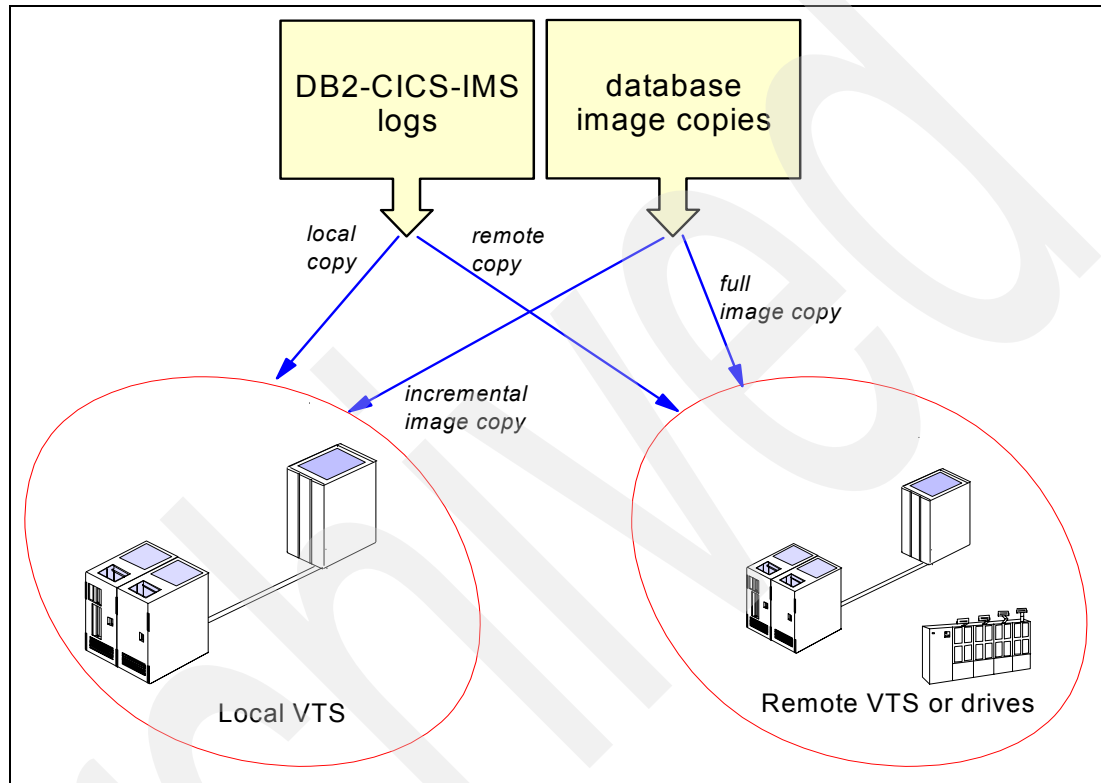 DB2-CICS-IMS
logs
database
image copies
local
copy
remote
copy
full
image copy
incremental
image copy
Local VTS
Remote VTS or drives